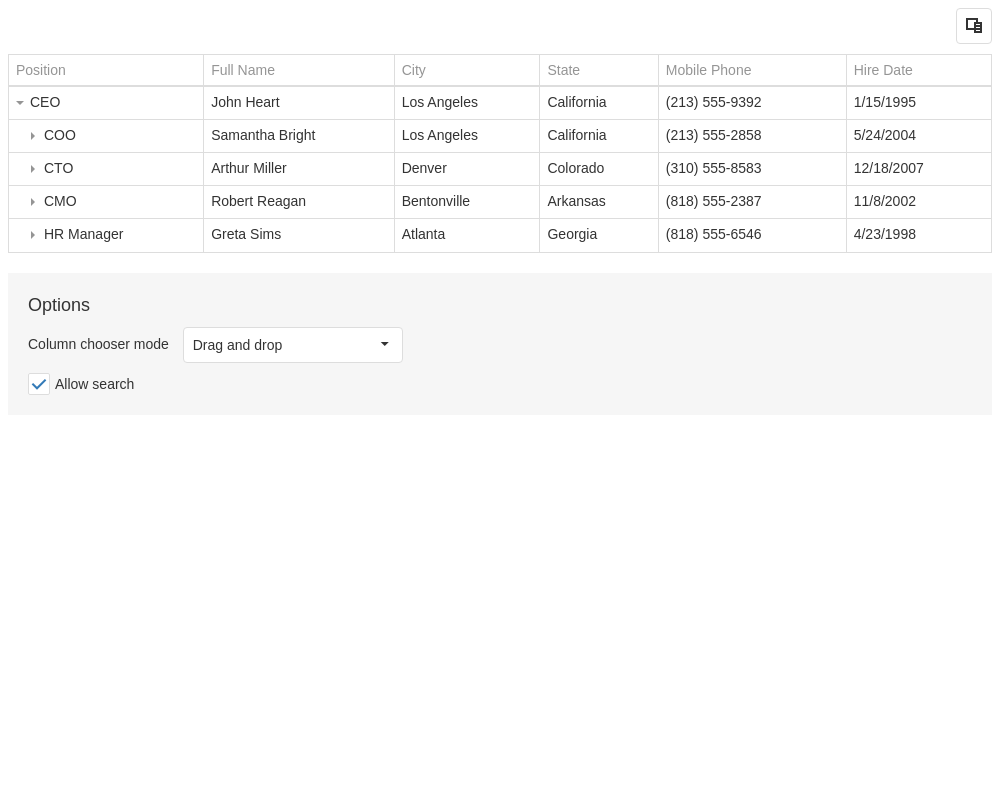 Position Full Name City State Mobile Phone Hire Date
CEO John Heart Los Angeles California (213) 555-9392 1/15/1995
COO Samantha Bright Los Angeles California (213) 555-2858 5/24/2004
CTO Arthur Miller Denver Colorado (310) 555-8583 12/18/2007
CMO Robert Reagan Bentonville Arkansas (818) 555-2387 11/8/2002
HR Manager Greta Sims Atlanta Georgia (818) 555-6546 4/23/1998
Options
Column chooser mode Drag and drop
Allow search